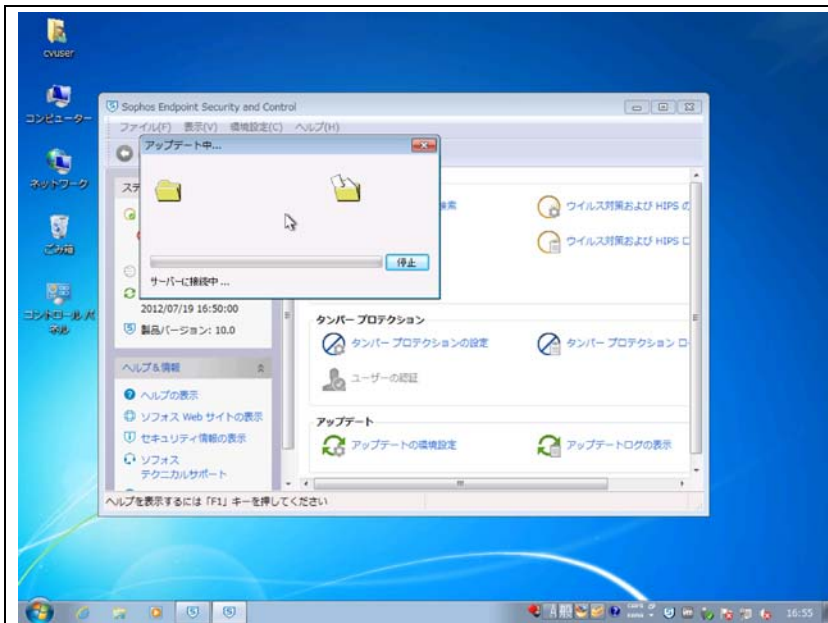 cvuser
コンピューター
ネットワーク
ごみ箱
コントロール パ
ネル
Sophos Endpoint Security and Control
ファイル(F) 表示(V) 環境設定(C) ヘルプ(H)
アップデート中...
停止
サーバーに接続中 ...
ステ
検索
ウイルス対策および HIPS の
ウイルス対策および HIPS ロ
2012/07/19 16:50:00
製品バージョン: 10.0
ヘルプ & 情報
ヘルプの表示
ソフォス Web サイトの表示
セキュリティ情報の表示
ソフォス
テクニカルサポート
タンパー プロテクション
タンパー プロテクションの設定
タンパー プロテクション ロ
ユーザーの認証
アップデート
アップデートの環境設定
アップデートログの表示
ヘルプを表示するには「F1」キーを押してください
A 般
CAPS
KANA
16:55